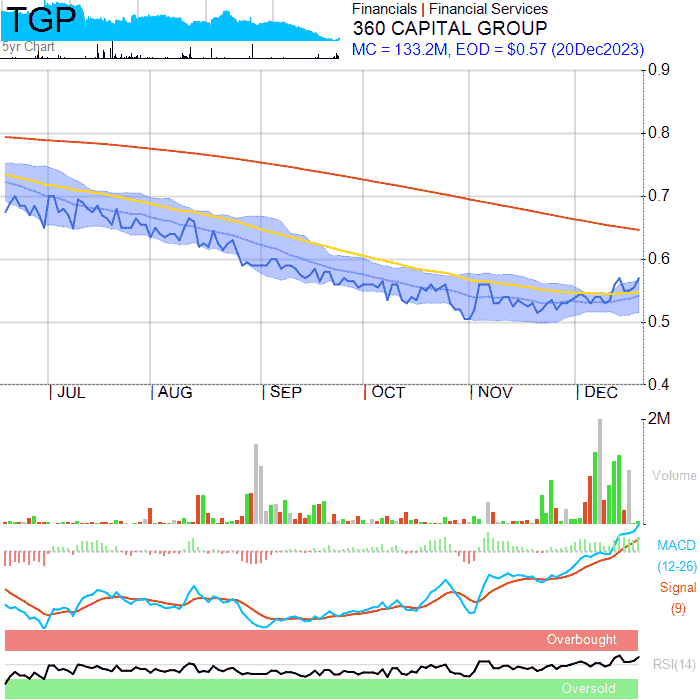 TGP
5yr Chart
Financials | Financial Services
360 CAPITAL GROUP
MC = 133.2M, EOD = $0.57 (20Dec2023)
0.9
0.8
0.7
0.6
0.5
0.4
JUL AUG SEP OCT NOV DEC
2M
Volume
MACD
(12-26)
Signal
(9)
Overbought
RSI(14)
Oversold